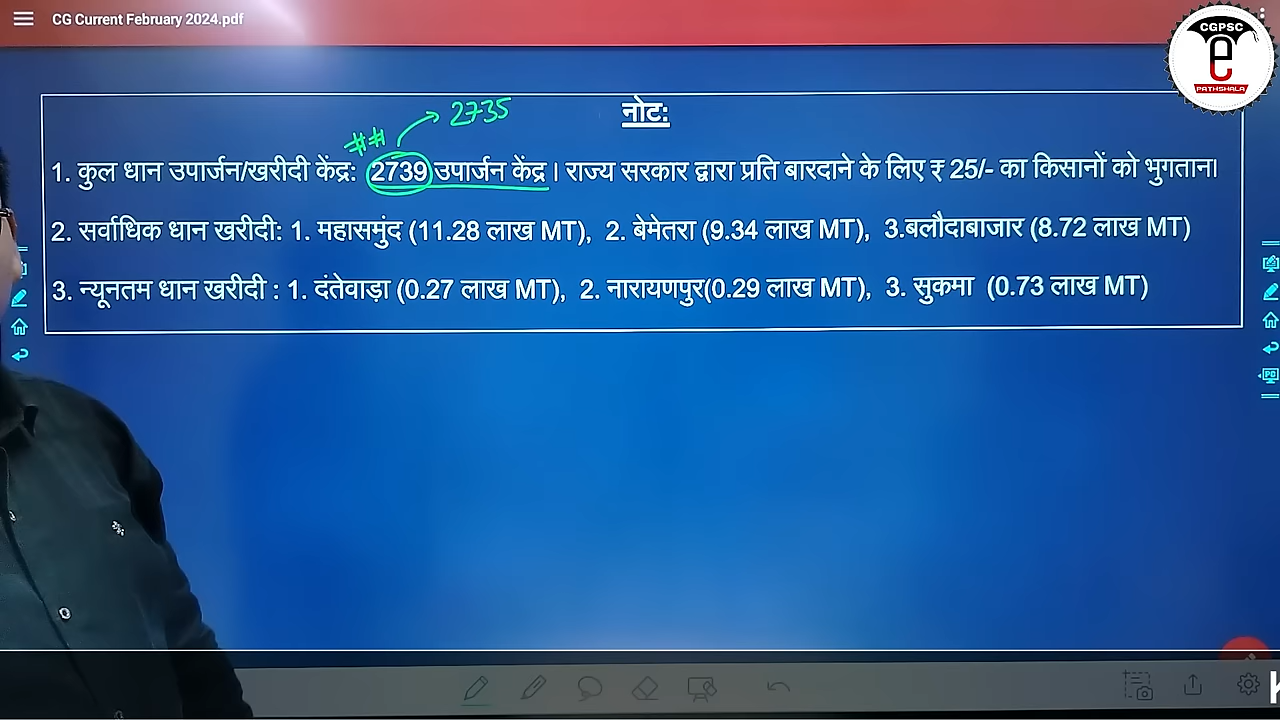 CG Current February 2024.pdf
CGPSC
e
PATHSHALA
नोट:
## 2735
1. कुल धान उपार्जन/खरीदी केंद्र: 2739 उपार्जन केंद्र । राज्य सरकार द्वारा प्रति बारदाने के लिए ₹ 25/- का किसानों को भुगतान।
2. सर्वाधिक धान खरीदी: 1. महासमुंद (11.28 लाख MT), 2. बेमेतरा (9.34 लाख MT), 3.बलौदाबाजार (8.72 लाख MT)
3. न्यूनतम धान खरीदी : 1. दंतेवाड़ा (0.27 लाख MT), 2. नारायणपुर(0.29 लाख MT), 3. सुकमा (0.73 लाख MT)